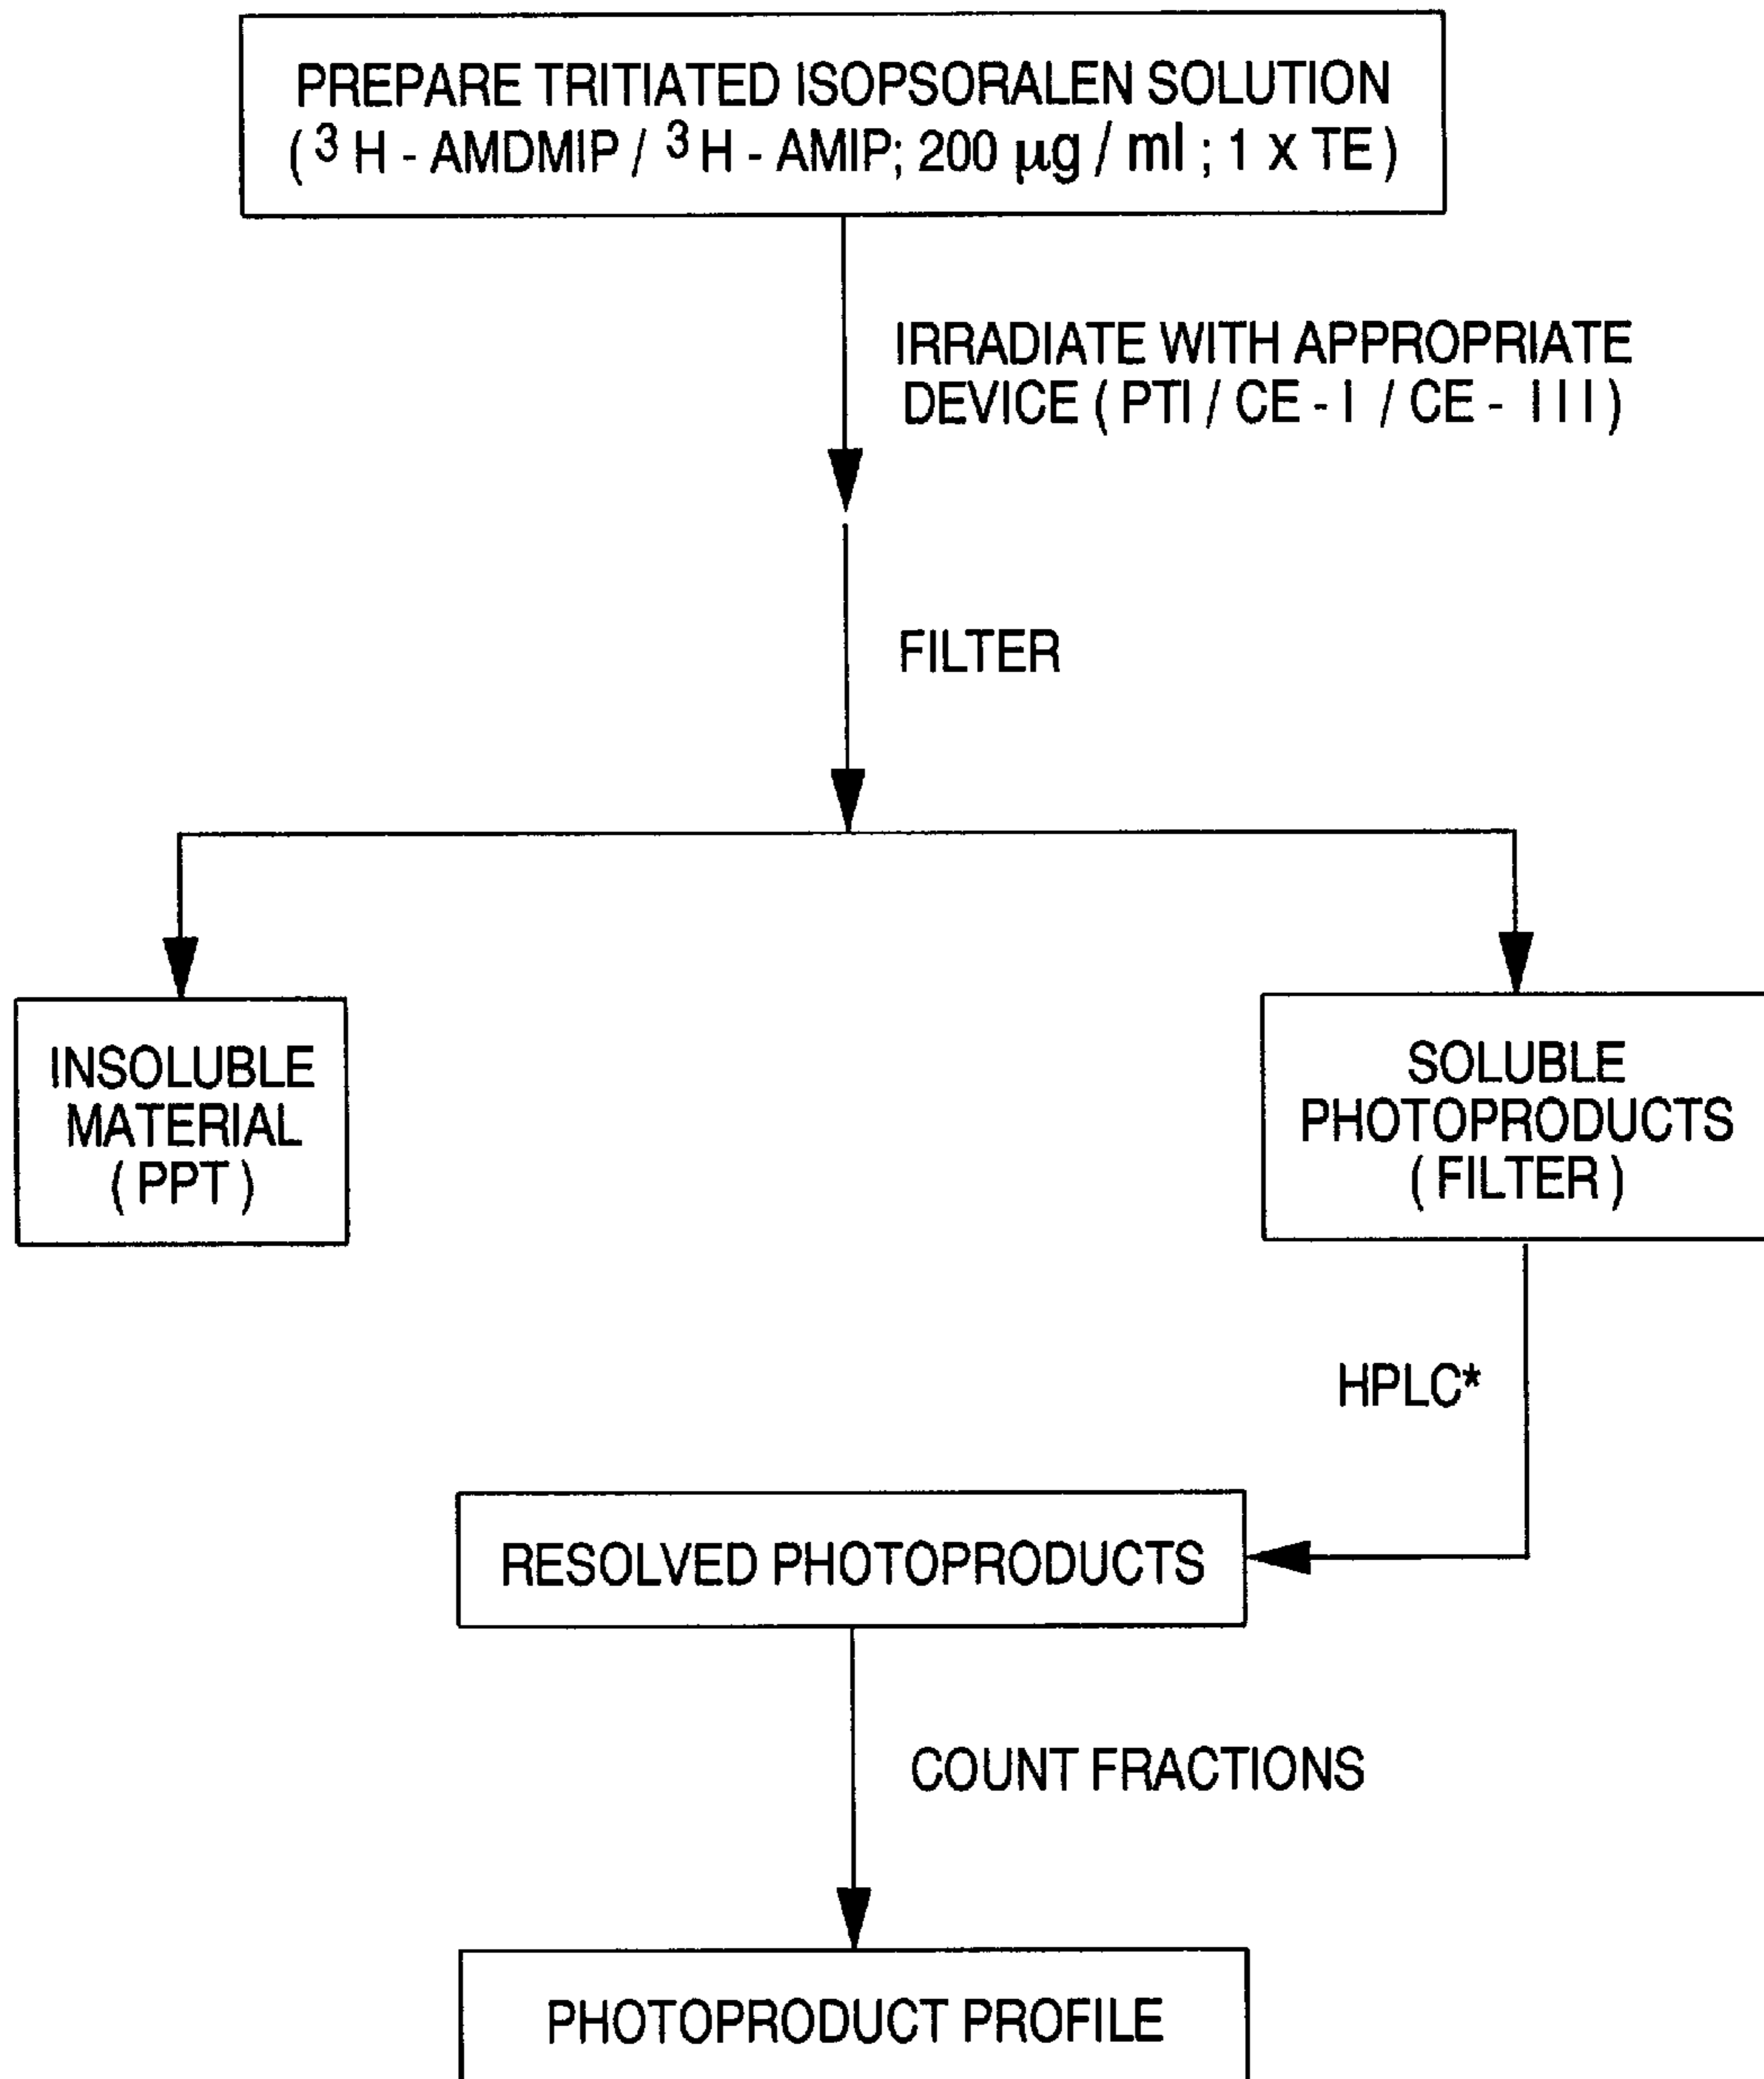 PREPARE TRITIATED ISOPSORALEN SOLUTION
( ³H - AMDMIP / ³H - AMIP; 200 µg / ml ; 1 x TE )
IRRADIATE WITH APPROPRIATE
DEVICE ( PTI / CE - I / CE - III )
FILTER
INSOLUBLE
MATERIAL
( PPT )
SOLUBLE
PHOTOPRODUCTS
( FILTER )
HPLC*
RESOLVED PHOTOPRODUCTS
COUNT FRACTIONS
PHOTOPRODUCT PROFILE